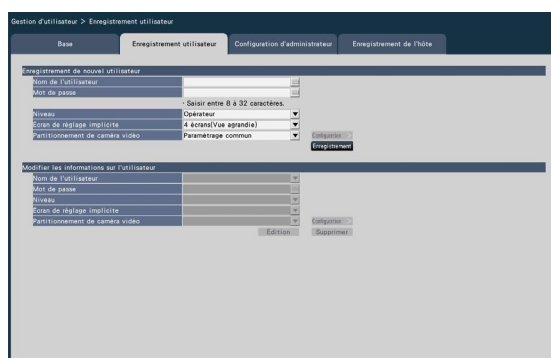 Gestion d'utilisateur > Enregistrement utilisateur
Base
Enregistrement utilisateur
Configuration d'administrateur
Enregistrement de l'hôte
Enregistrement de nouvel utilisateur
Nom de l'utilisateur
Mot de passe
· Saisir entre 8 à 32 caractères.
Niveau Opérateur
Écran de réglage implicite 4 écrans(Vue agrandie)
Partitionnement de caméra vidéo Paramétrage commun Configuration
Enregistrement
Modifier les informations sur l'utilisateur
Nom de l'utilisateur
Mot de passe
Niveau
Écran de réglage implicite
Partitionnement de caméra vidéo Configuration
Edition Supprimer